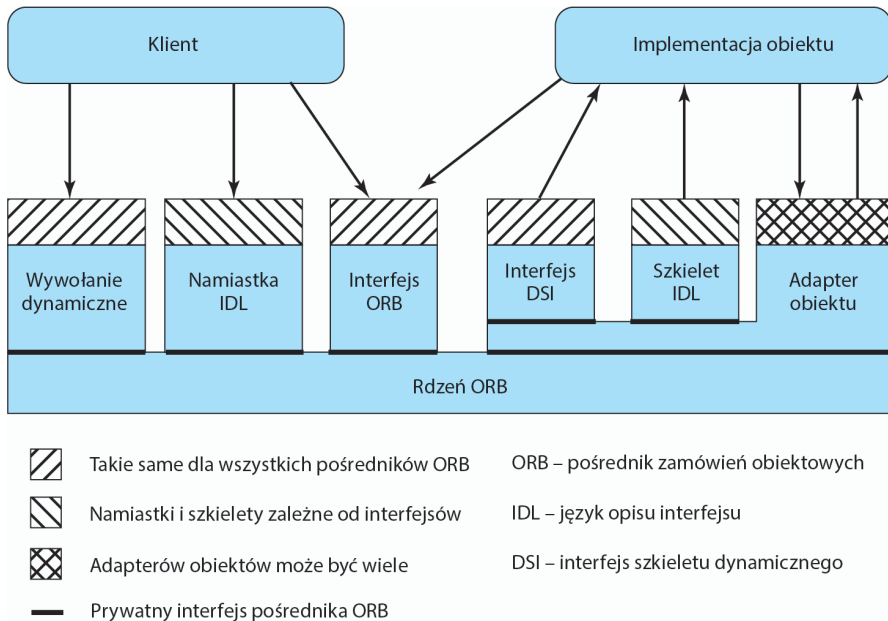 Klient
Implementacja obiektu
Wywołanie
dynamiczne
Namiastka
IDL
Interfejs
ORB
Interfejs
DSI
Szkielet
IDL
Adapter
obiektu
Rdzeń ORB
Takie same dla wszystkich pośredników ORB
Namiastki i szkielety zależne od interfejsów
Adapterów obiektów może być wiele
Prywatny interfejs pośrednika ORB
ORB – pośrednik zamówień obiektowych
IDL – język opisu interfejsu
DSI – interfejs szkieletu dynamicznego